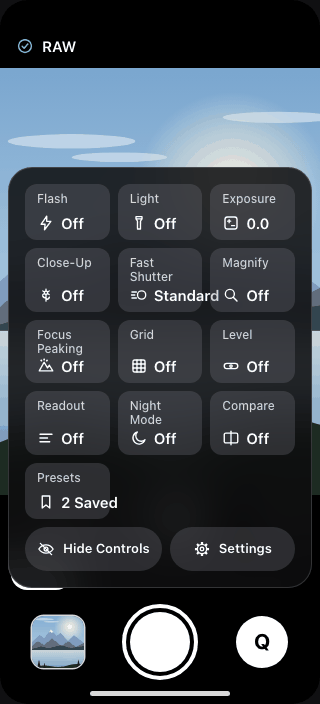 RAW
Flash
Off
Light
Off
Exposure
0.0
Close-Up
Off
Fast
Shutter
Standard
Magnify
Off
Focus
Peaking
Off
Grid
Off
Level
Off
Readout
Off
Night
Mode
Off
Compare
Off
Presets
2 Saved
Hide Controls
Settings
Q